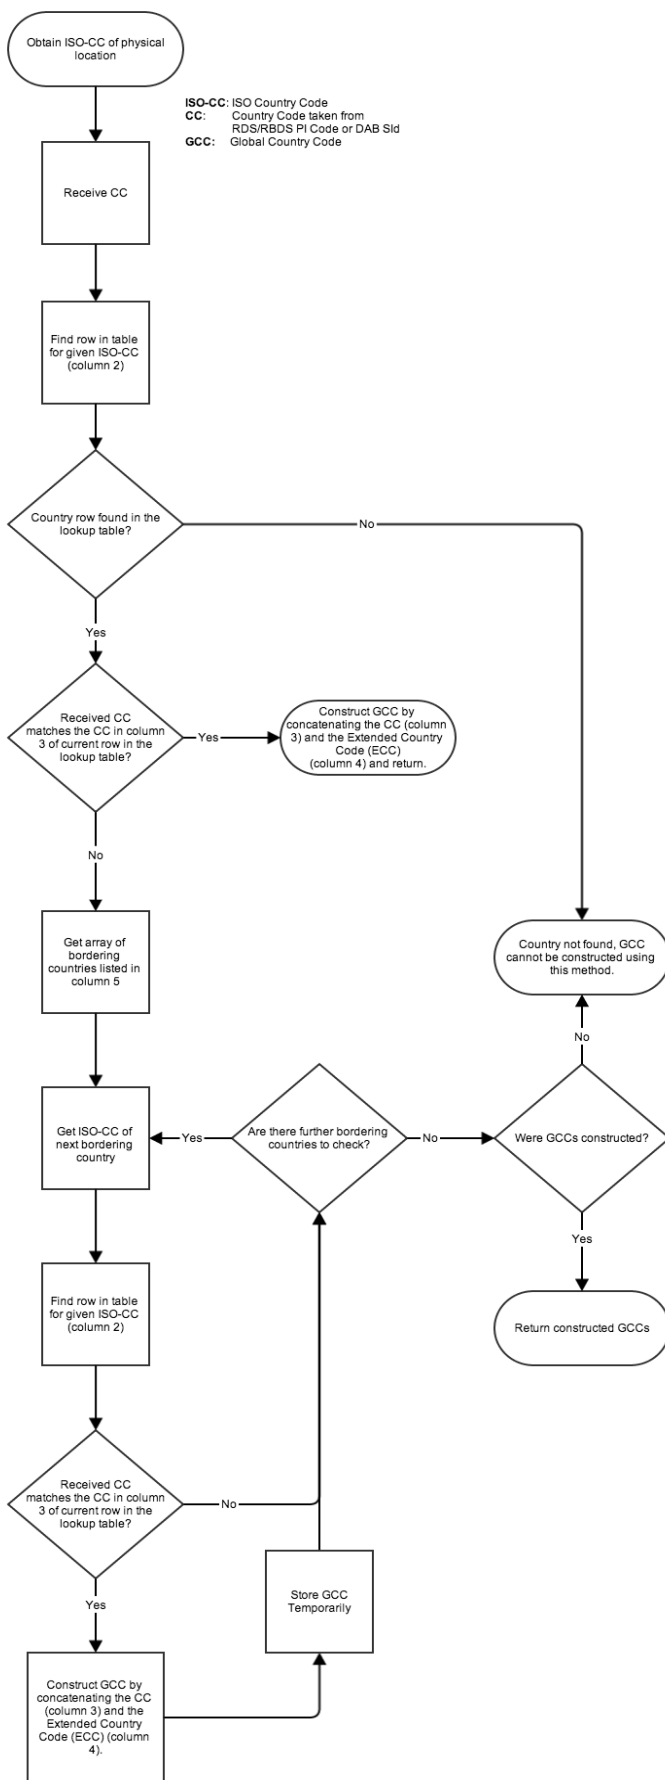 Obtain ISO-CC of physical
location
ISO-CC: ISO Country Code
CC: Country Code taken from
RDS/RBDS PI Code or DAB SId
GCC: Global Country Code
Receive CC
Find row in table
for given ISO-CC
(column 2)
Country row found in the
lookup table?
No
Yes
Received CC
matches the CC in column
3 of current row in the
lookup table?
Yes
Construct GCC by
concatenating the CC (column
3) and the Extended Country
Code (ECC)
(column 4) and return.
No
Get array of
bordering
countries listed in
column 5
Country not found, GCC
cannot be constructed using
this method.
No
Get ISO-CC of
next bordering
country
Yes
Are there further bordering
countries to check?
No
Were GCCs constructed?
Yes
Find row in table
for given ISO-CC
(column 2)
Return constructed GCCs
Received CC
matches the CC in column
3 of current row in the
lookup table?
No
Yes
Store GCC
Temporarily
Construct GCC by
concatenating the CC
(column 3) and the
Extended Country
Code (ECC) (column
4).